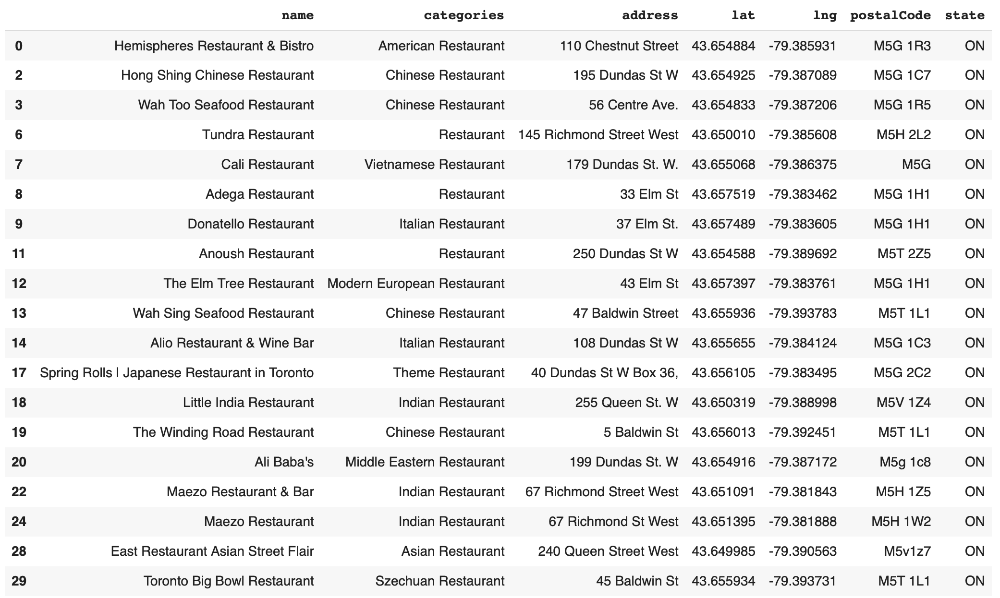 name categories address lat lng postalCode state
0 Hemispheres Restaurant & Bistro American Restaurant 110 Chestnut Street 43.654884 -79.385931 M5G 1R3 ON
2 Hong Shing Chinese Restaurant Chinese Restaurant 195 Dundas St W 43.654925 -79.387089 M5G 1C7 ON
3 Wah Too Seafood Restaurant Chinese Restaurant 56 Centre Ave. 43.654833 -79.387206 M5G 1R5 ON
6 Tundra Restaurant Restaurant 145 Richmond Street West 43.650010 -79.385608 M5H 2L2 ON
7 Cali Restaurant Vietnamese Restaurant 179 Dundas St. W. 43.655068 -79.386375 M5G ON
8 Adega Restaurant Restaurant 33 Elm St 43.657519 -79.383462 M5G 1H1 ON
9 Donatello Restaurant Italian Restaurant 37 Elm St. 43.657489 -79.383605 M5G 1H1 ON
11 Anoush Restaurant Restaurant 250 Dundas St W 43.654588 -79.389692 M5T 2Z5 ON
12 The Elm Tree Restaurant Modern European Restaurant 43 Elm St 43.657397 -79.383761 M5G 1H1 ON
13 Wah Sing Seafood Restaurant Chinese Restaurant 47 Baldwin Street 43.655936 -79.393783 M5T 1L1 ON
14 Alio Restaurant & Wine Bar Italian Restaurant 108 Dundas St W 43.655655 -79.384124 M5G 1C3 ON
17 Spring Rolls l Japanese Restaurant in Toronto Theme Restaurant 40 Dundas St W Box 36, 43.656105 -79.383495 M5G 2C2 ON
18 Little India Restaurant Indian Restaurant 255 Queen St. W 43.650319 -79.388998 M5V 1Z4 ON
19 The Winding Road Restaurant Chinese Restaurant 5 Baldwin St 43.656013 -79.392451 M5T 1L1 ON
20 Ali Baba's Middle Eastern Restaurant 199 Dundas St. W 43.654916 -79.387172 M5g 1c8 ON
22 Maezo Restaurant & Bar Indian Restaurant 67 Richmond Street West 43.651091 -79.381843 M5H 1Z5 ON
24 Maezo Restaurant Indian Restaurant 67 Richmond St West 43.651395 -79.381888 M5H 1W2 ON
28 East Restaurant Asian Street Flair Asian Restaurant 240 Queen Street West 43.649985 -79.390563 M5v1z7 ON
29 Toronto Big Bowl Restaurant Szechuan Restaurant 45 Baldwin St 43.655934 -79.393731 M5T 1L1 ON